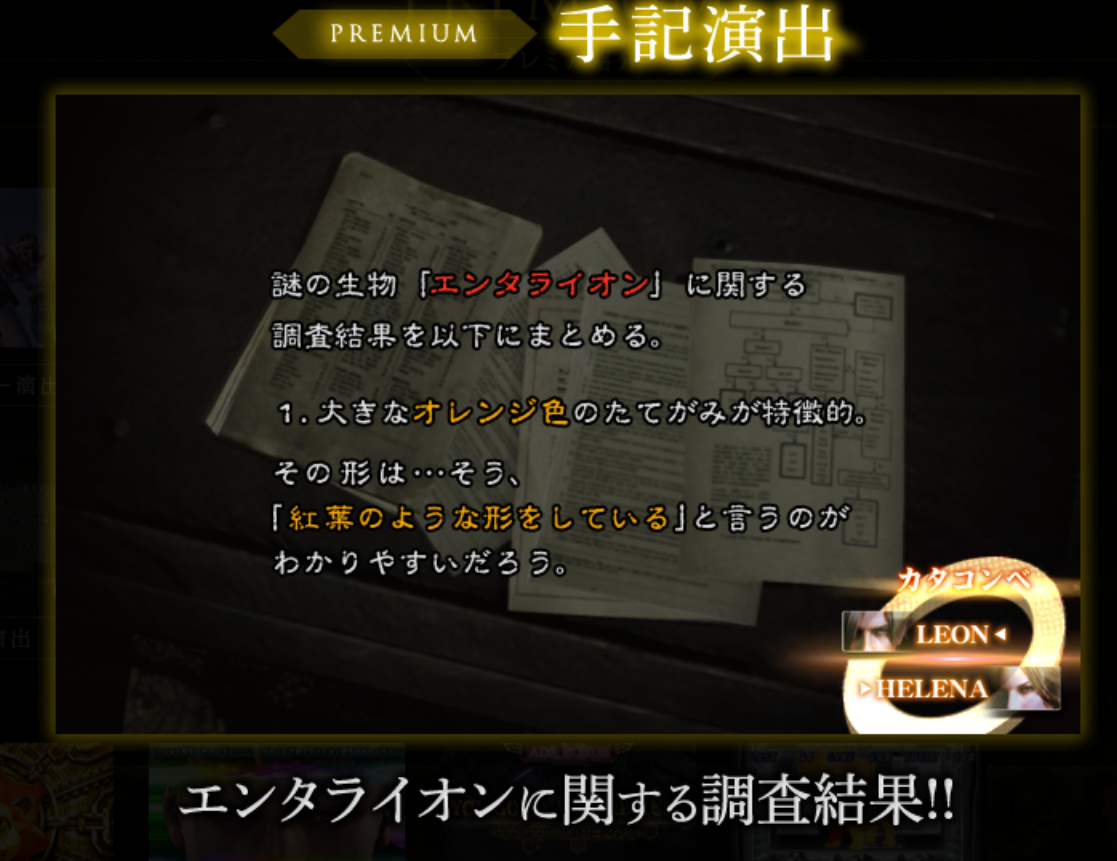 PREMIUM
手記演出
謎の生物「エンタライオン」に関する
調査結果を以下にまとめる。
1.大きなオレンジ色のたてがみが特徴的。
その形は…そう、
「紅葉のような形をしている」と言うのが
わかりやすいだろう。
カタコンベ
LEON
HELENA
エンタライオンに関する調査結果!!